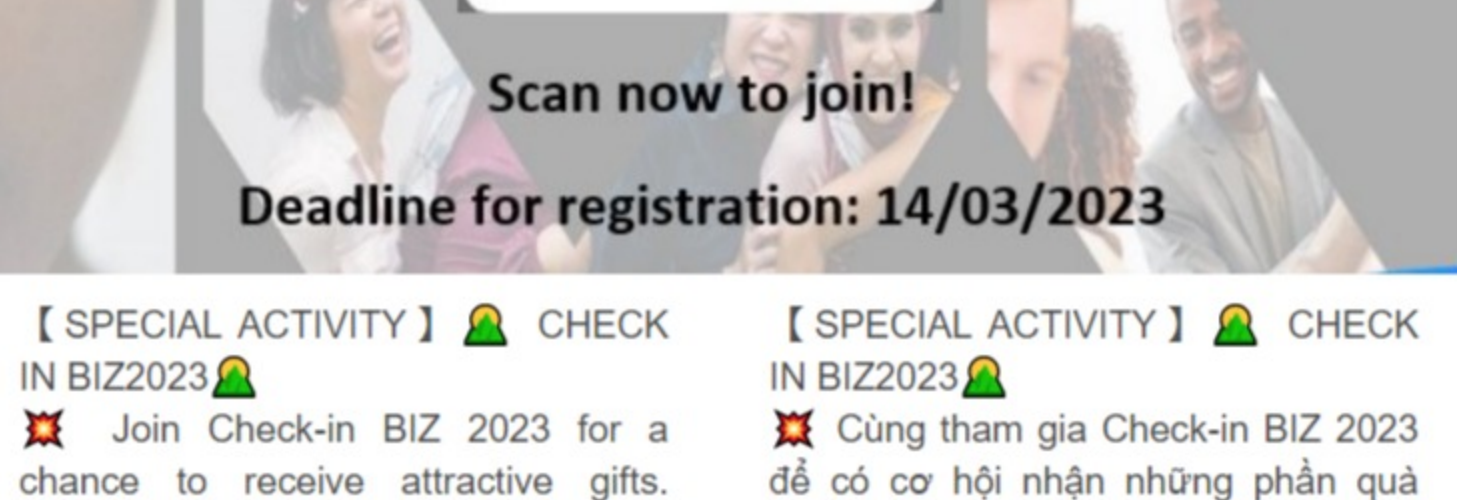 Scan now to join!
Deadline for registration: 14/03/2023
【 SPECIAL ACTIVITY 】 CHECK
IN BIZ2023
Join Check-in BIZ 2023 for a
chance to receive attractive gifts.
【 SPECIAL ACTIVITY 】 CHECK
IN BIZ2023
Cùng tham gia Check-in BIZ 2023
để có cơ hội nhận những phần quà